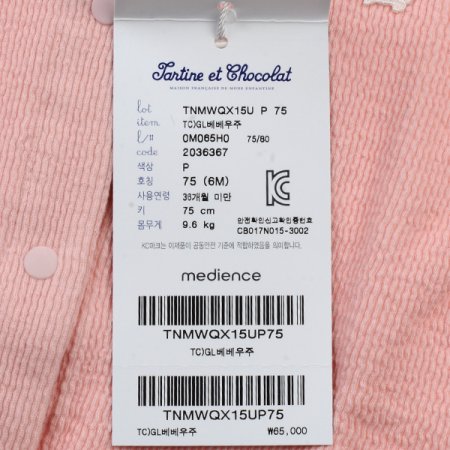 Tartine et Chocolat
MAISON FRANÇAISE DE MODE ENFANTINE
lot TNMWQX15U P 75
item TC)GL베베우주
l/# 0M065H0 75/80
code 2036367
색상 P
호칭 75 (6M)
사용연령 36개월 미만
키 75 cm
몸무게 9.6 kg
안전확인신고확인증번호
CB017N015-3002
KC마크는 이제품이 공동안전 기준에 적합하였음을 의미합니다.
medience
TNMWQX15UP75
TC)GL베베우주
TNMWQX15UP75
TC)GL베베우주 ₩65,000